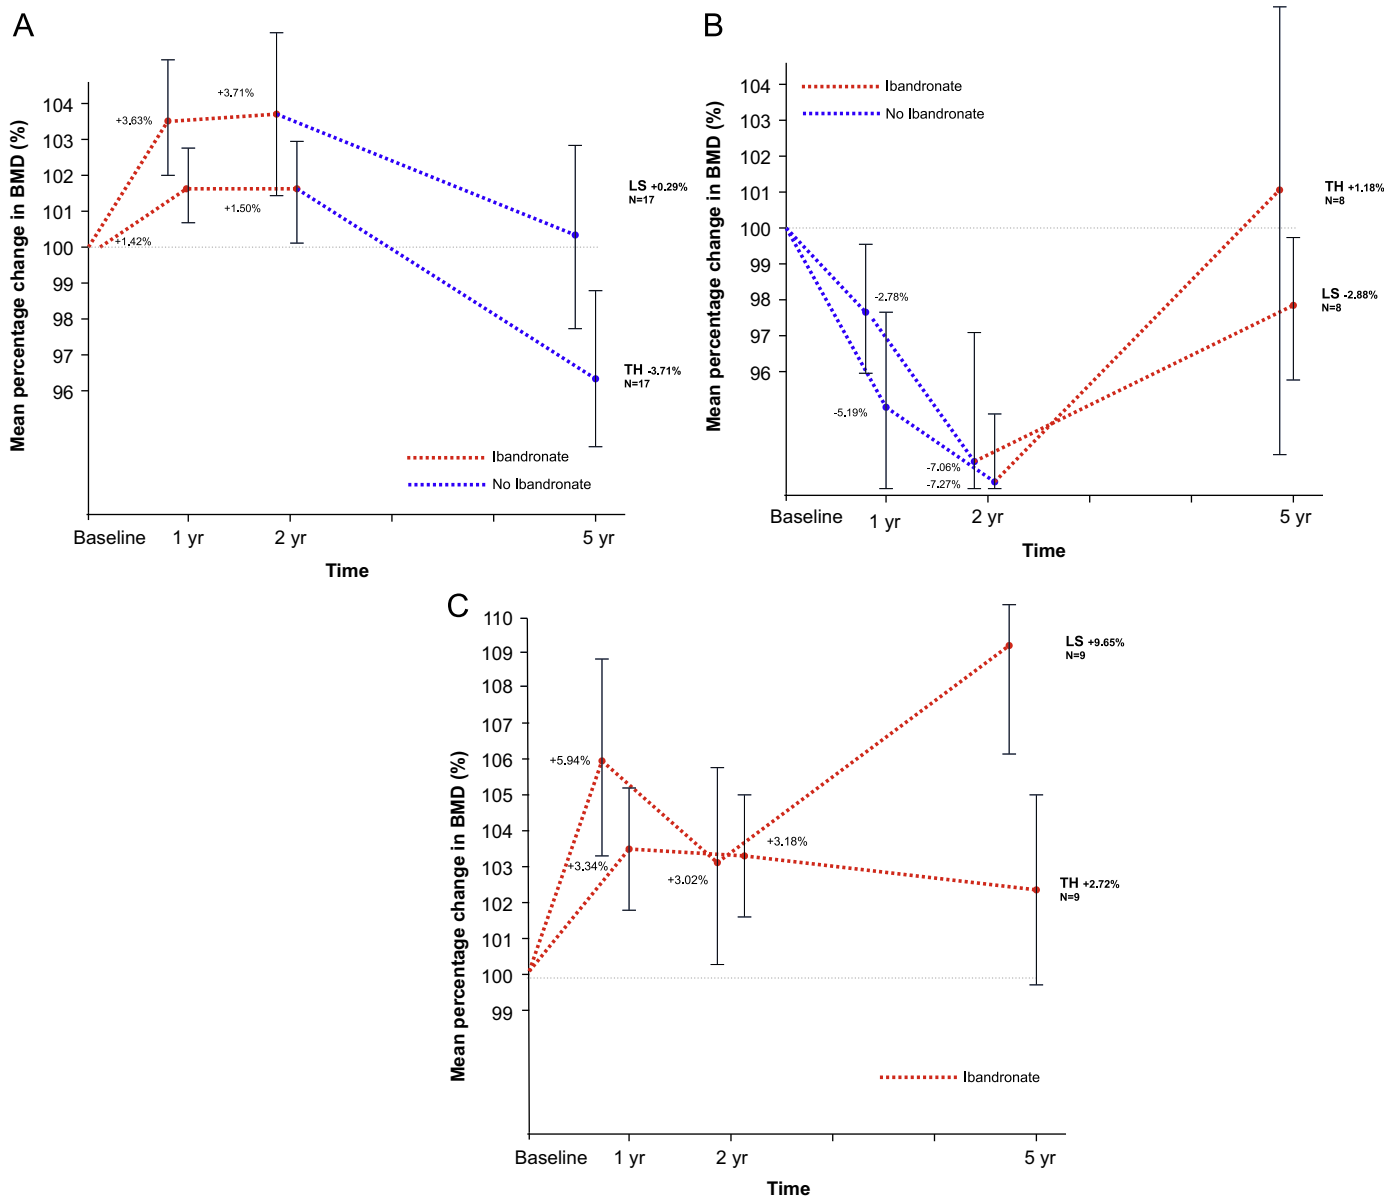 A
Mean percentage change in BMD (%)
104
103
102
101
100
99
98
97
96
+3.63%
+3.71%
+1.42%
+1.50%
LS +0.29%
N=17
TH -3.71%
N=17
Ibandronate
No Ibandronate
Baseline
1 yr
2 yr
5 yr
Time
B
Mean percentage change in BMD (%)
104
103
102
101
100
99
98
97
96
Ibandronate
No Ibandronate
-2.78%
-5.19%
-7.06%
-7.27%
TH +1.18%
N=8
LS -2.88%
N=8
Baseline
1 yr
2 yr
5 yr
Time
C
Mean percentage change in BMD (%)
110
109
108
107
106
105
104
103
102
101
100
99
+5.94%
+3.34%
+3.02%
+3.18%
LS +9.65%
N=9
TH +2.72%
N=9
Ibandronate
Baseline
1 yr
2 yr
5 yr
Time